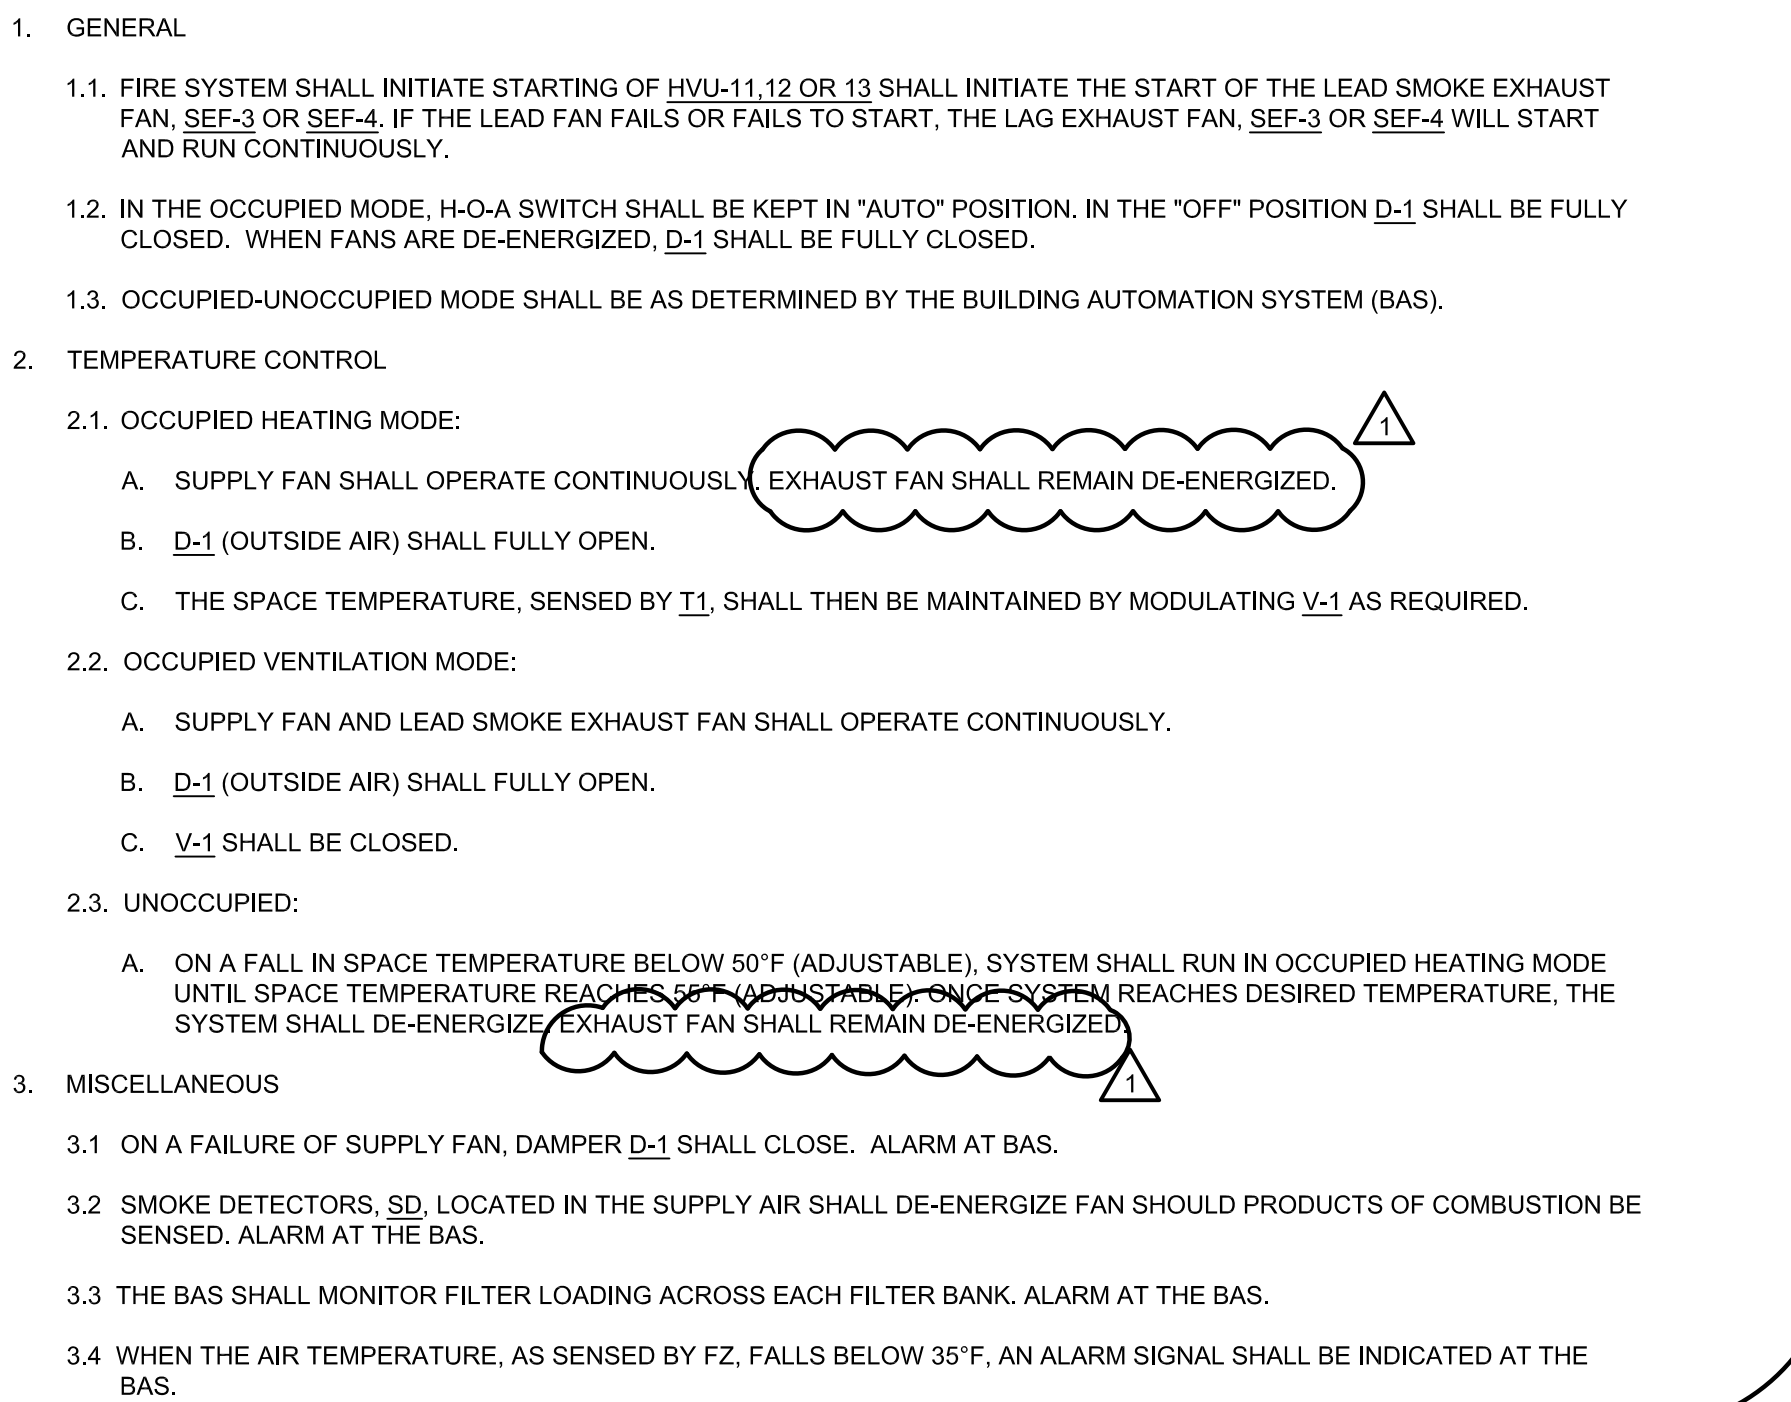 1. GENERAL
1.1. FIRE SYSTEM SHALL INITIATE STARTING OF HVU-11,12 OR 13 SHALL INITIATE THE START OF THE LEAD SMOKE EXHAUST
FAN, SEF-3 OR SEF-4. IF THE LEAD FAN FAILS OR FAILS TO START, THE LAG EXHAUST FAN, SEF-3 OR SEF-4 WILL START
AND RUN CONTINUOUSLY.
1.2. IN THE OCCUPIED MODE, H-O-A SWITCH SHALL BE KEPT IN "AUTO" POSITION. IN THE "OFF" POSITION D-1 SHALL BE FULLY
CLOSED. WHEN FANS ARE DE-ENERGIZED, D-1 SHALL BE FULLY CLOSED.
1.3. OCCUPIED-UNOCCUPIED MODE SHALL BE AS DETERMINED BY THE BUILDING AUTOMATION SYSTEM (BAS).
2. TEMPERATURE CONTROL
2.1. OCCUPIED HEATING MODE:
1
A. SUPPLY FAN SHALL OPERATE CONTINUOUSLY. EXHAUST FAN SHALL REMAIN DE-ENERGIZED.
B. D-1 (OUTSIDE AIR) SHALL FULLY OPEN.
C. THE SPACE TEMPERATURE, SENSED BY T1, SHALL THEN BE MAINTAINED BY MODULATING V-1 AS REQUIRED.
2.2. OCCUPIED VENTILATION MODE:
A. SUPPLY FAN AND LEAD SMOKE EXHAUST FAN SHALL OPERATE CONTINUOUSLY.
B. D-1 (OUTSIDE AIR) SHALL FULLY OPEN.
C. V-1 SHALL BE CLOSED.
2.3. UNOCCUPIED:
A. ON A FALL IN SPACE TEMPERATURE BELOW 50°F (ADJUSTABLE), SYSTEM SHALL RUN IN OCCUPIED HEATING MODE
UNTIL SPACE TEMPERATURE REACHES 55°F (ADJUSTABLE). ONCE SYSTEM REACHES DESIRED TEMPERATURE, THE
SYSTEM SHALL DE-ENERGIZE. EXHAUST FAN SHALL REMAIN DE-ENERGIZED.
1
3. MISCELLANEOUS
3.1 ON A FAILURE OF SUPPLY FAN, DAMPER D-1 SHALL CLOSE. ALARM AT BAS.
3.2 SMOKE DETECTORS, SD, LOCATED IN THE SUPPLY AIR SHALL DE-ENERGIZE FAN SHOULD PRODUCTS OF COMBUSTION BE
SENSED. ALARM AT THE BAS.
3.3 THE BAS SHALL MONITOR FILTER LOADING ACROSS EACH FILTER BANK. ALARM AT THE BAS.
3.4 WHEN THE AIR TEMPERATURE, AS SENSED BY FZ, FALLS BELOW 35°F, AN ALARM SIGNAL SHALL BE INDICATED AT THE
BAS.